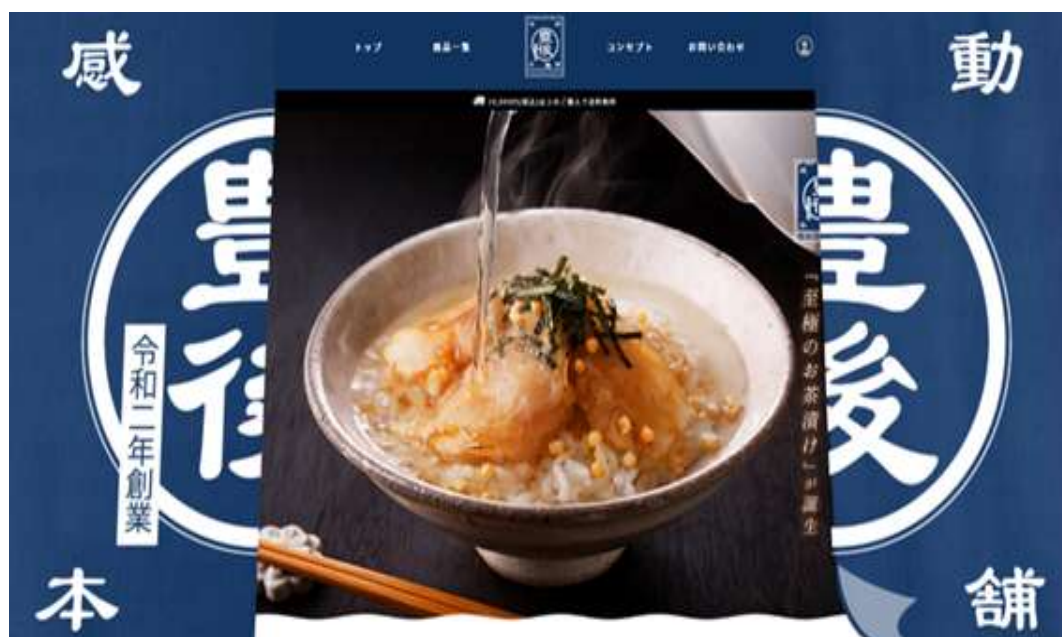 感
動
トップ
商品一覧
豊後
コンセプト
お問い合わせ
豊後
令和二年創業
「至極のお茶漬け」が誕生
豊後
本
舗